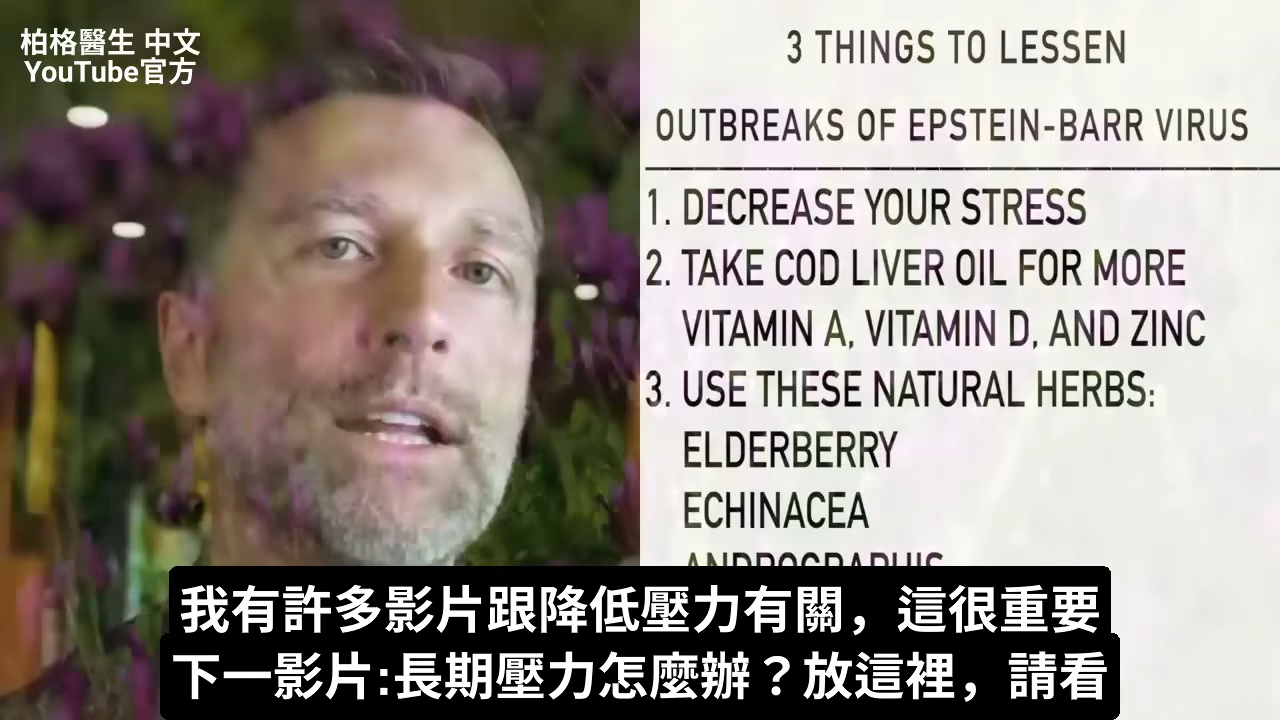 柏格醫生 中文
YouTube官方
3 THINGS TO LESSEN
OUTBREAKS OF EPSTEIN-BARR VIRUS
1. DECREASE YOUR STRESS
2. TAKE COD LIVER OIL FOR MORE
VITAMIN A, VITAMIN D, AND ZINC
3. USE THESE NATURAL HERBS:
ELDERBERRY
ECHINACEA
ANDROGRAPHIS
我有許多影片跟降低壓力有關，這很重要
下一影片:長期壓力怎麼辦？放這裡，請看